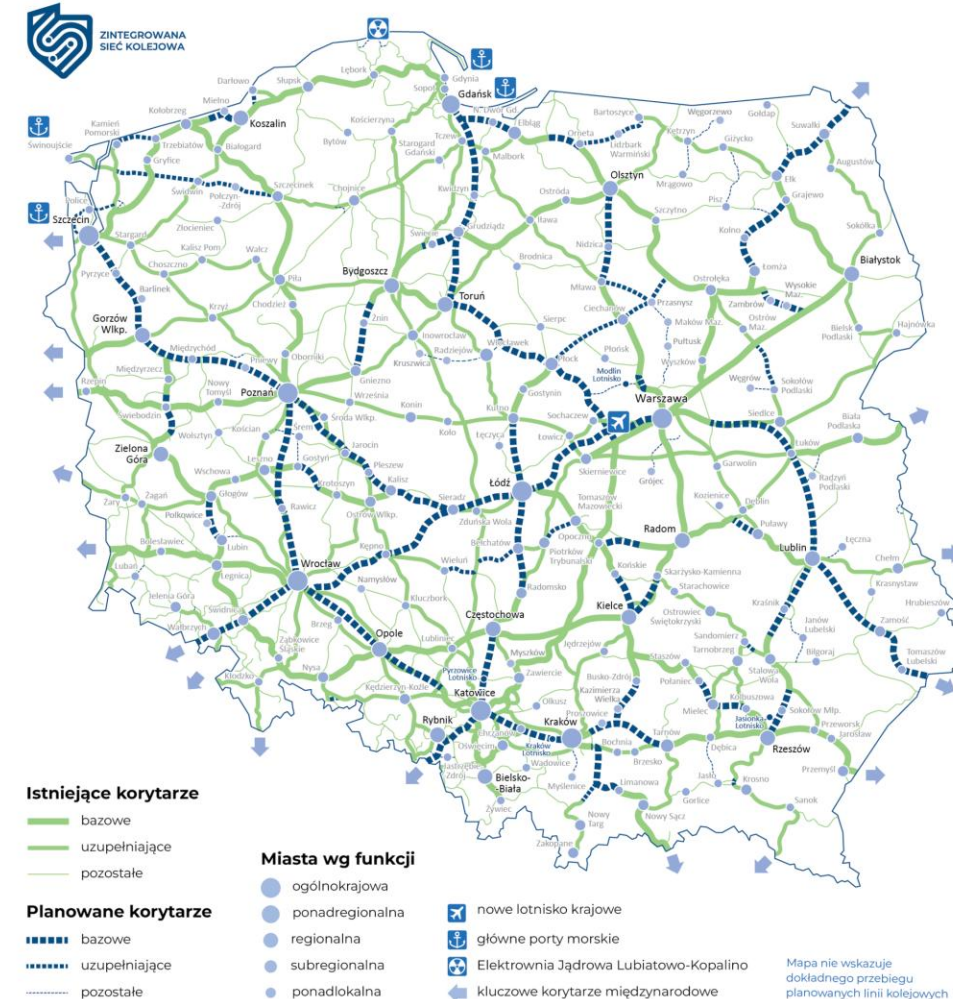 ZINTEGROWANA
SIEĆ KOLEJOWA
Lębork
Gdynia
Sopot
Słupsk
Darłowo
Gdańsk
Mielno
N. Dwór Gd.
Kołobrzeg
Koszalin
Elbląg
Bartoszyce
Węgorzewo
Gołdap
Suwałki
Kamień
Pomorski
Świnoujście
Trzebiatów
Białogard
Kościerzyna
Bytów
Tczew
Starogard
Gdański
Malbork
Orneta
Lidzbark
Warmiński
Kętrzyn
Giżycko
Augustów
Gryfice
Ełk
Olsztyn
Mrągowo
Police
Świdwin
Połczyn
-Zdrój
Szczecinek
Chojnice
Kwidzyn
Ostróda
Pisz
Grajewo
Szczecin
Złocieniec
Iława
Szczytno
Sokółka
Stargard
Kalisz Pom.
Wałcz
Świecie
Grudziądz
Kolno
Nidzica
Choszczno
Brodnica
Białystok
Pyrzyce
Piła
Bydgoszcz
Łomża
Mława
Ostrołęka
Wysokie
Maz.
Barlinek
Toruń
Przasnysz
Zambrów
Krzyż
Chodzież
Ciechanów
Gorzów
Wlkp.
Żnin
Sierpc
Maków Maz.
Ostrów
Maz.
Bielsk
Podlaski
Hajnówka
Inowrocław
Włocławek
Międzychód
Pniewy
Oborniki
Kruszwica
Radziejów
Płońsk
Pułtusk
Płock
Międzyrzecz
Wyszków
Modlin
Lotnisko
Rzepin
Nowy
Tomyśl
Gniezno
Węgrów
Sokołów
Podlaski
Poznań
Września
Gostynin
Warszawa
Świebodzin
Środa Wlkp.
Konin
Kutno
Sochaczew
Siedlce
Biała
Podlaska
Wolsztyn
Kościan
Śrem
Koło
Łęczyca
Łowicz
Zielona
Góra
Jarocin
Łuków
Leszno
Gostyń
Skierniewice
Garwolin
Wschowa
Pleszew
Grójec
Radzyń
Podlaski
Żary
Żagań
Głogów
Krotoszyn
Kalisz
Łódź
Sieradz
Tomaszów
Mazowiecki
Kozienice
Dęblin
Polkowice
Rawicz
Ostrów Wlkp.
Zduńska Wola
Radom
Puławy
Bełchatów
Opoczno
Bolesławiec
Lubin
Kępno
Wieluń
Piotrków
Trybunalski
Lublin
Łęczna
Lubań
Wrocław
Końskie
Skarżysko-Kamienna
Chełm
Legnica
Namysłów
Radomsko
Starachowice
Krasnystaw
Jelenia Góra
Kluczbork
Kraśnik
Hrubieszów
Świdnica
Brzeg
Częstochowa
Kielce
Ostrowiec
Świętokrzyski
Janów
Lubelski
Zamość
Wałbrzych
Opole
Lubliniec
Sandomierz
Ząbkowice
Śląskie
Jędrzejów
Staszów
Tarnobrzeg
Biłgoraj
Tomaszów
Lubelski
Myszków
Nysa
Pyrzowice
Lotnisko
Zawiercie
Busko-Zdrój
Połaniec
Stalowa
Wola
Kłodzko
Kędzierzyn-Koźle
Kazimierza
Wielka
Kolbuszowa
Katowice
Olkusz
Mielec
Sokołów Młp.
Proszowice
Jasionka-
Lotnisko
Przeworsk
Rybnik
Chrzanów
Kraków
Jarosław
Tarnów
Oświęcim
Kraków
Lotnisko
Bochnia
Dębica
Rzeszów
Jastrzębie
Zdrój
Wadowice
Brzesko
Przemyśl
Bielsko-
-Biała
Myślenice
Limanowa
Jasło
Krosno
Żywiec
Gorlice
Nowy
Targ
Nowy Sącz
Sanok
Zakopane
Istniejące korytarze
bazowe
uzupełniające
pozostałe
Planowane korytarze
bazowe
uzupełniające
pozostałe
Miasta wg funkcji
ogólnokrajowa
ponadregionalna
regionalna
subregionalna
ponadlokalna
nowe lotnisko krajowe
główne porty morskie
Elektrownia Jądrowa Lubiatowo-Kopalino
kluczowe korytarze międzynarodowe
Mapa nie wskazuje
dokładnego przebiegu
planowanych linii kolejowych